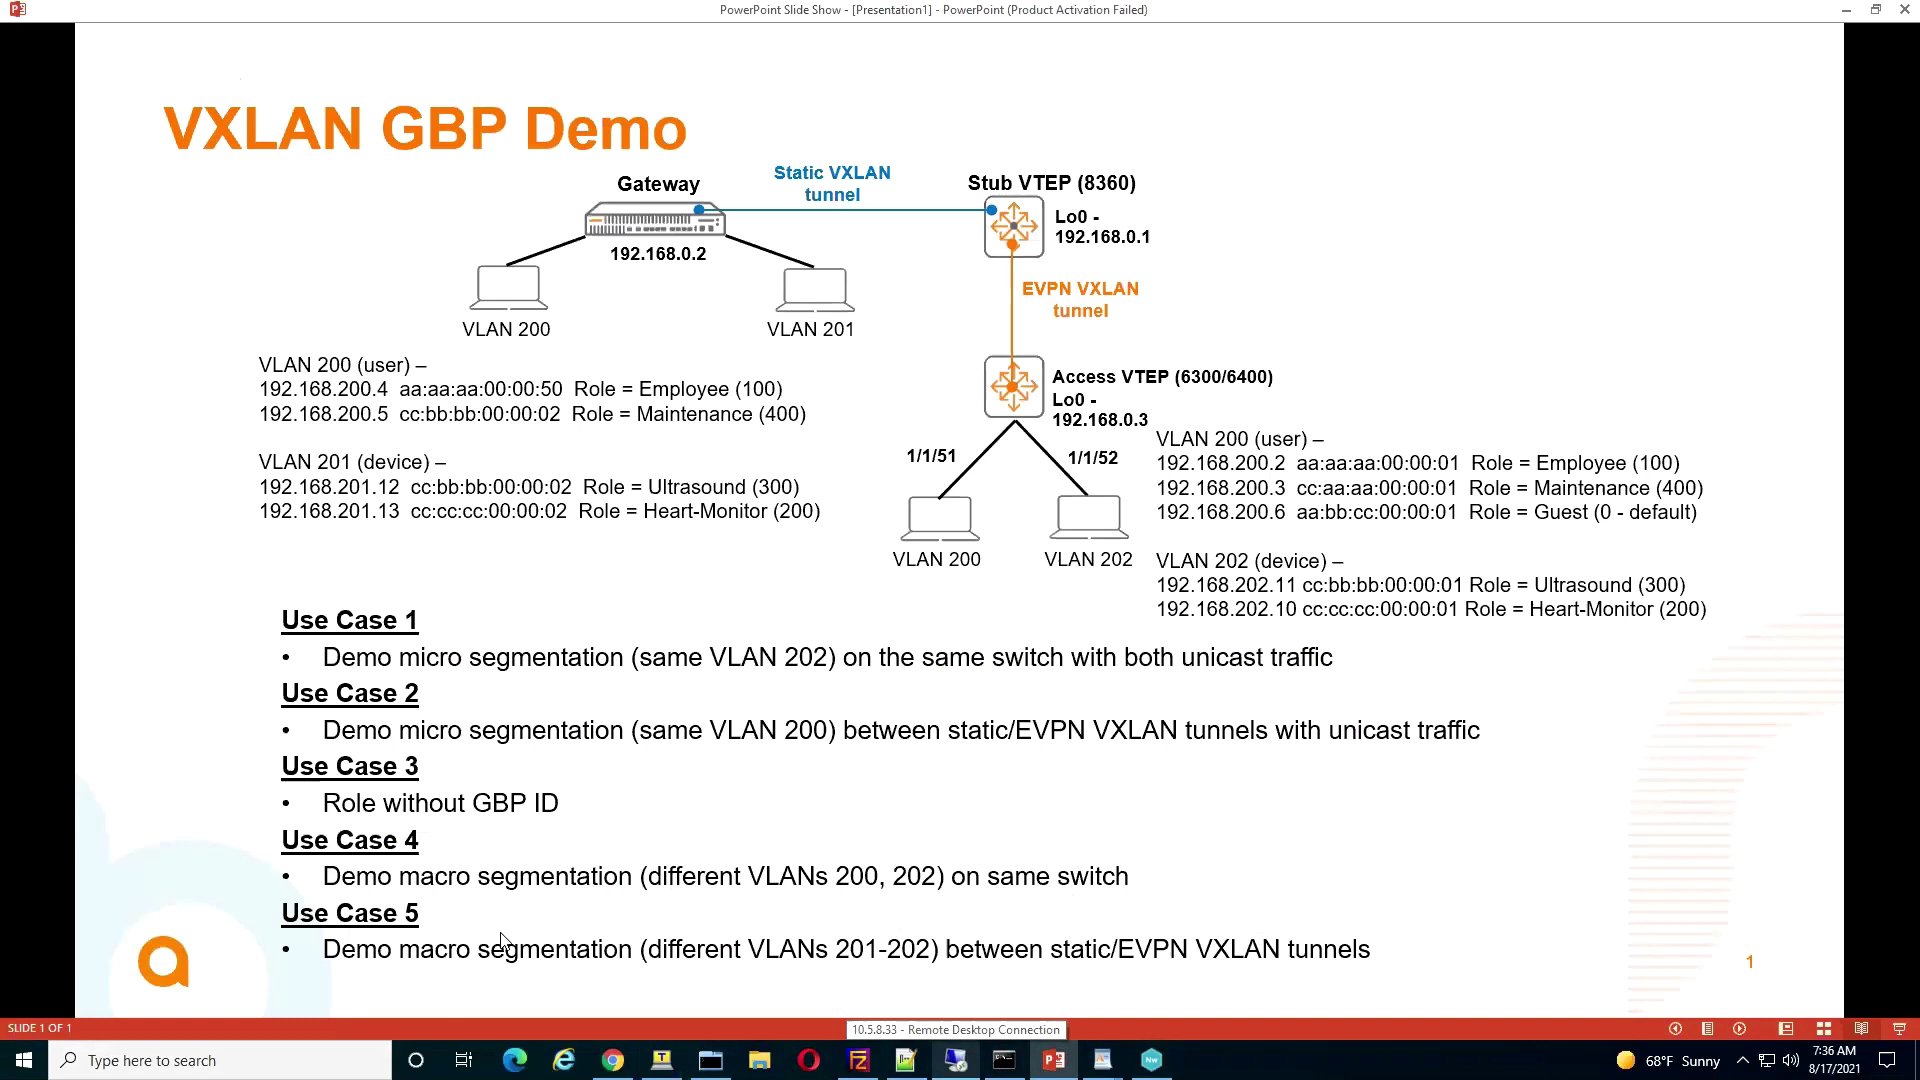 PowerPoint Slide Show - [Presentation1] - PowerPoint (Product Activation Failed)
VXLAN GBP Demo
Static VXLAN
tunnel
Gateway
Stub VTEP (8360)
Lo0 -
192.168.0.1
192.168.0.2
EVPN VXLAN
tunnel
VLAN 200
VLAN 201
VLAN 200 (user) –
192.168.200.4 aa:aa:aa:00:00:50 Role = Employee (100)
192.168.200.5 cc:bb:bb:00:00:02 Role = Maintenance (400)
VLAN 201 (device) –
192.168.201.12 cc:bb:bb:00:00:02 Role = Ultrasound (300)
192.168.201.13 cc:cc:cc:00:00:02 Role = Heart-Monitor (200)
Access VTEP (6300/6400)
Lo0 -
192.168.0.3
1/1/51
1/1/52
VLAN 200
VLAN 202
VLAN 200 (user) –
192.168.200.2 aa:aa:aa:00:00:01 Role = Employee (100)
192.168.200.3 cc:aa:aa:00:00:01 Role = Maintenance (400)
192.168.200.6 aa:bb:cc:00:00:01 Role = Guest (0 - default)
VLAN 202 (device) –
192.168.202.11 cc:bb:bb:00:00:01 Role = Ultrasound (300)
192.168.202.10 cc:cc:cc:00:00:01 Role = Heart-Monitor (200)
Use Case 1
• Demo micro segmentation (same VLAN 202) on the same switch with both unicast traffic
Use Case 2
• Demo micro segmentation (same VLAN 200) between static/EVPN VXLAN tunnels with unicast traffic
Use Case 3
• Role without GBP ID
Use Case 4
• Demo macro segmentation (different VLANs 200, 202) on same switch
Use Case 5
• Demo macro segmentation (different VLANs 201-202) between static/EVPN VXLAN tunnels
1
SLIDE 1 OF 1
10.5.8.33 - Remote Desktop Connection
Type here to search
68°F Sunny
7:36 AM
8/17/2021